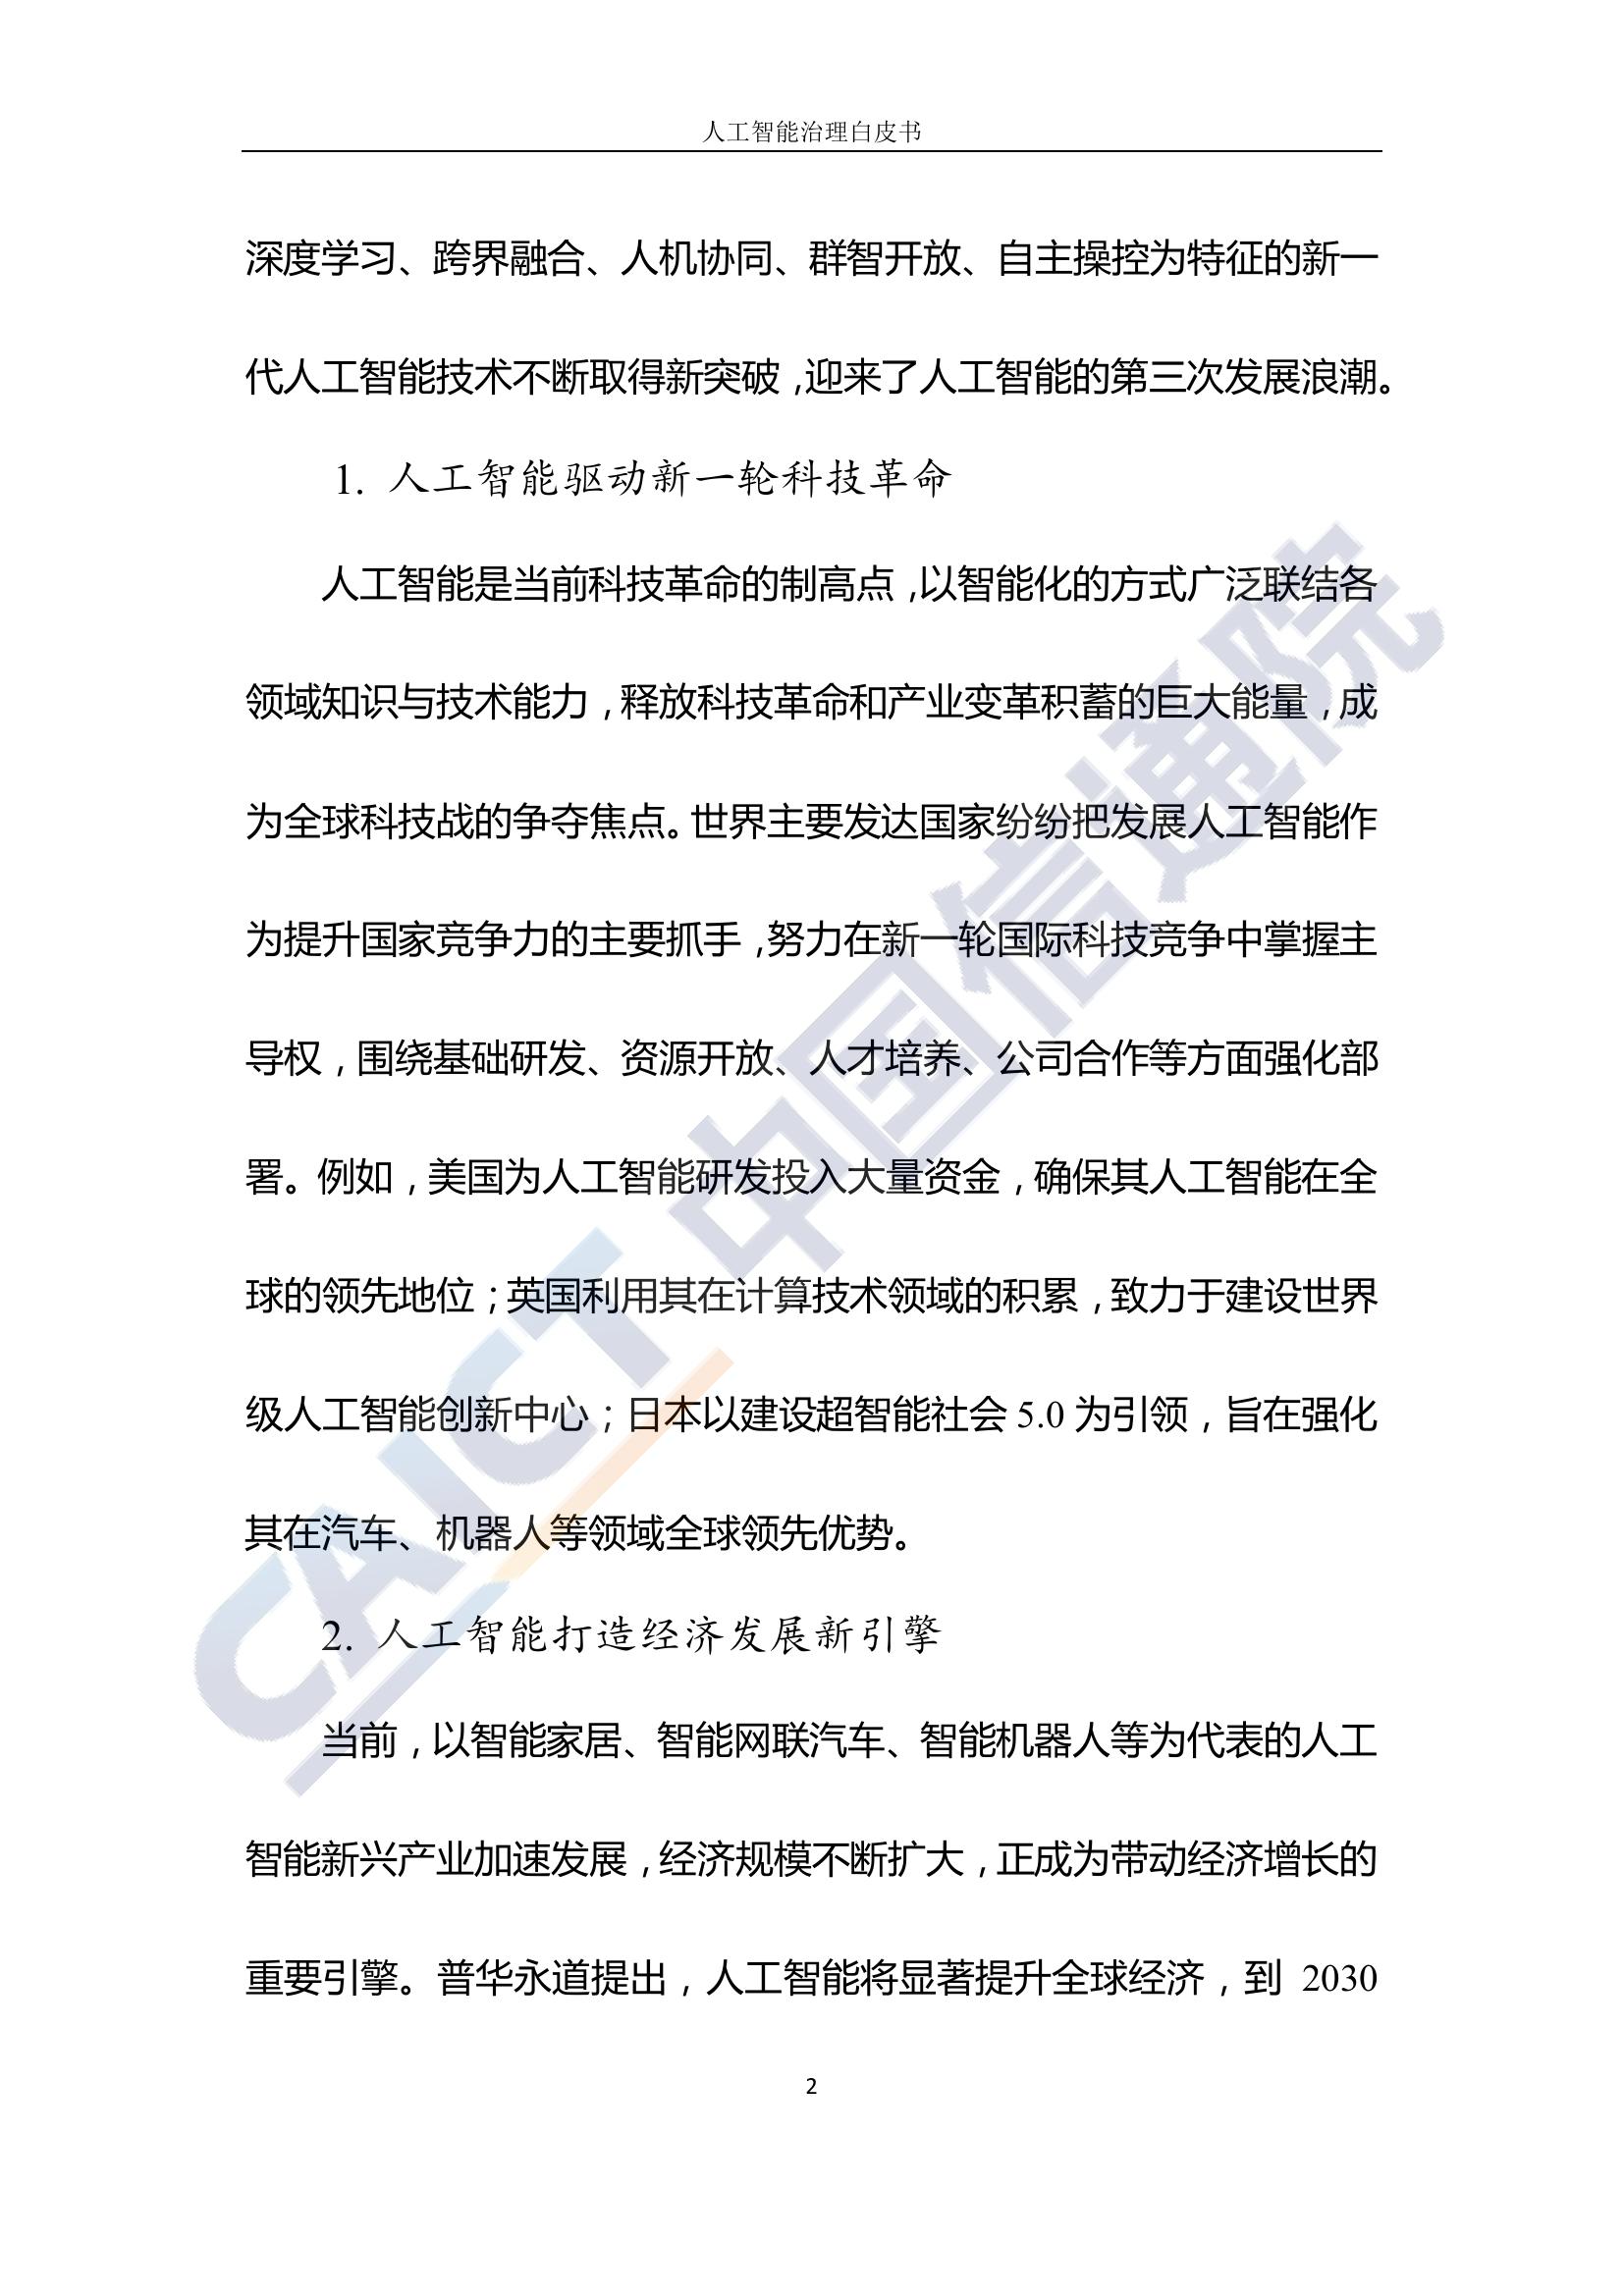 人工智能治理白皮书
深度学习、跨界融合、人机协同、群智开放、自主操控为特征的新一
代人工智能技术不断取得新突破，迎来了人工智能的第三次发展浪潮。
1. 人工智能驱动新一轮科技革命
人工智能是当前科技革命的制高点，以智能化的方式广泛联结各
领域知识与技术能力，释放科技革命和产业变革积蓄的巨大能量，成
为全球科技战的争夺焦点。世界主要发达国家纷纷把发展人工智能作
为提升国家竞争力的主要抓手，努力在新一轮国际科技竞争中掌握主
导权，围绕基础研发、资源开放、人才培养、公司合作等方面强化部
署。例如，美国为人工智能研发投入大量资金，确保其人工智能在全
球的领先地位；英国利用其在计算技术领域的积累，致力于建设世界
级人工智能创新中心；日本以建设超智能社会 5.0 为引领，旨在强化
其在汽车、机器人等领域全球领先优势。
2. 人工智能打造经济发展新引擎
当前，以智能家居、智能网联汽车、智能机器人等为代表的人工
智能新兴产业加速发展，经济规模不断扩大，正成为带动经济增长的
重要引擎。普华永道提出，人工智能将显著提升全球经济，到 2030
2
CAICT 中国信通院